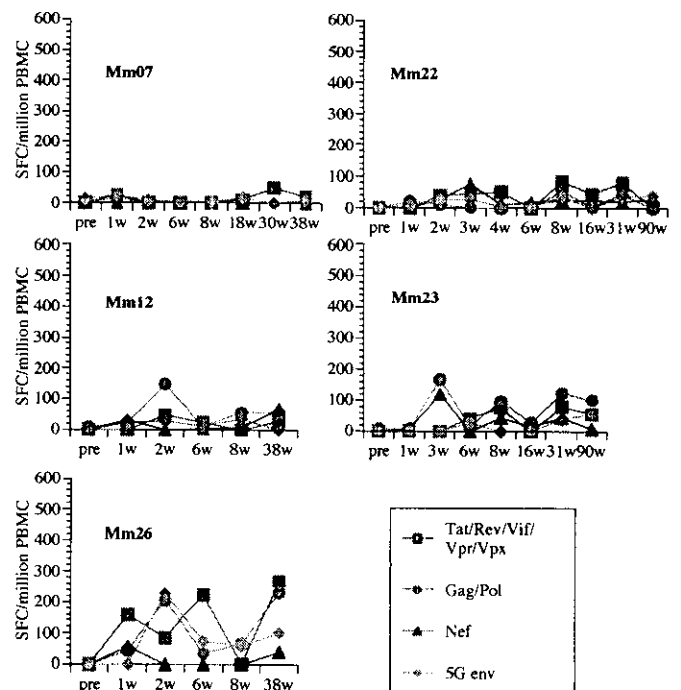 600
500
400
300
200
100
0
SFC/million PBMC
Mm07
pre 1w 2w 6w 8w 18w 30w 38w
600
500
400
300
200
100
0
Mm22
pre 1w 2w 3w 4w 6w 8w 16w 31w 90w
600
500
400
300
200
100
0
SFC/million PBMC
Mm12
pre 1w 2w 6w 8w 38w
600
500
400
300
200
100
0
Mm23
pre 1w 3w 6w 8w 16w 31w 90w
600
500
400
300
200
100
0
SFC/million PBMC
Mm26
pre 1w 2w 6w 8w 38w
Tat/Rev/Vif/
Vpr/Vpx
Gag/Pol
Nef
5G env